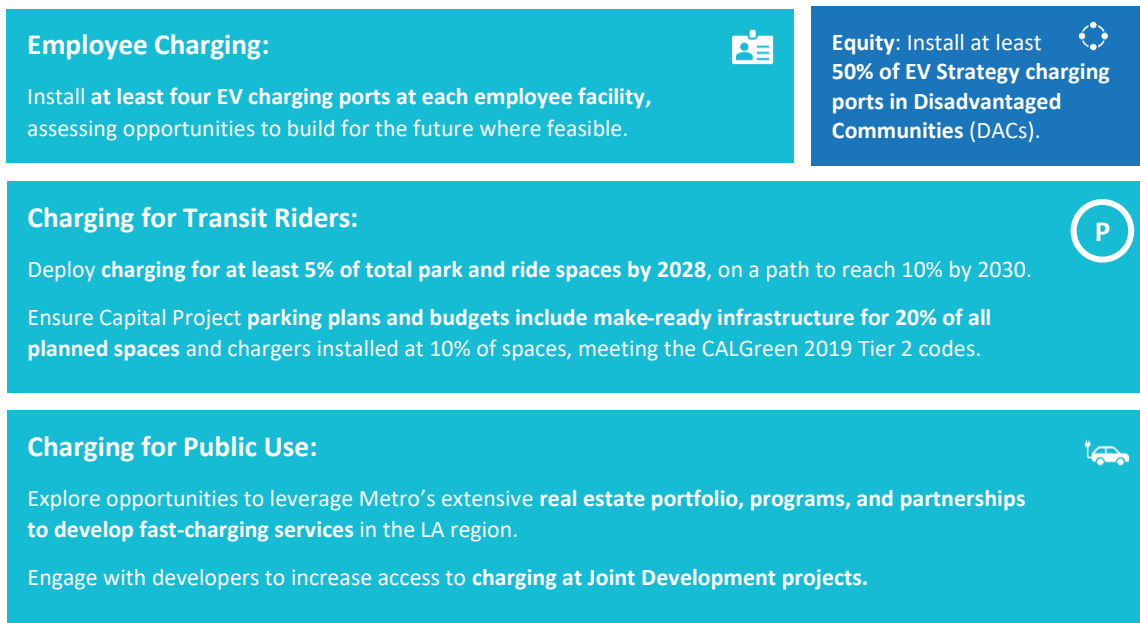 Employee Charging:
Install at least four EV charging ports at each employee facility,
assessing opportunities to build for the future where feasible.
Equity: Install at least
50% of EV Strategy charging
ports in Disadvantaged
Communities (DACs).
Charging for Transit Riders:
P
Deploy charging for at least 5% of total park and ride spaces by 2028, on a path to reach 10% by 2030.
Ensure Capital Project parking plans and budgets include make-ready infrastructure for 20% of all
planned spaces and chargers installed at 10% of spaces, meeting the CALGreen 2019 Tier 2 codes.
Charging for Public Use:
Explore opportunities to leverage Metro’s extensive real estate portfolio, programs, and partnerships
to develop fast-charging services in the LA region.
Engage with developers to increase access to charging at Joint Development projects.